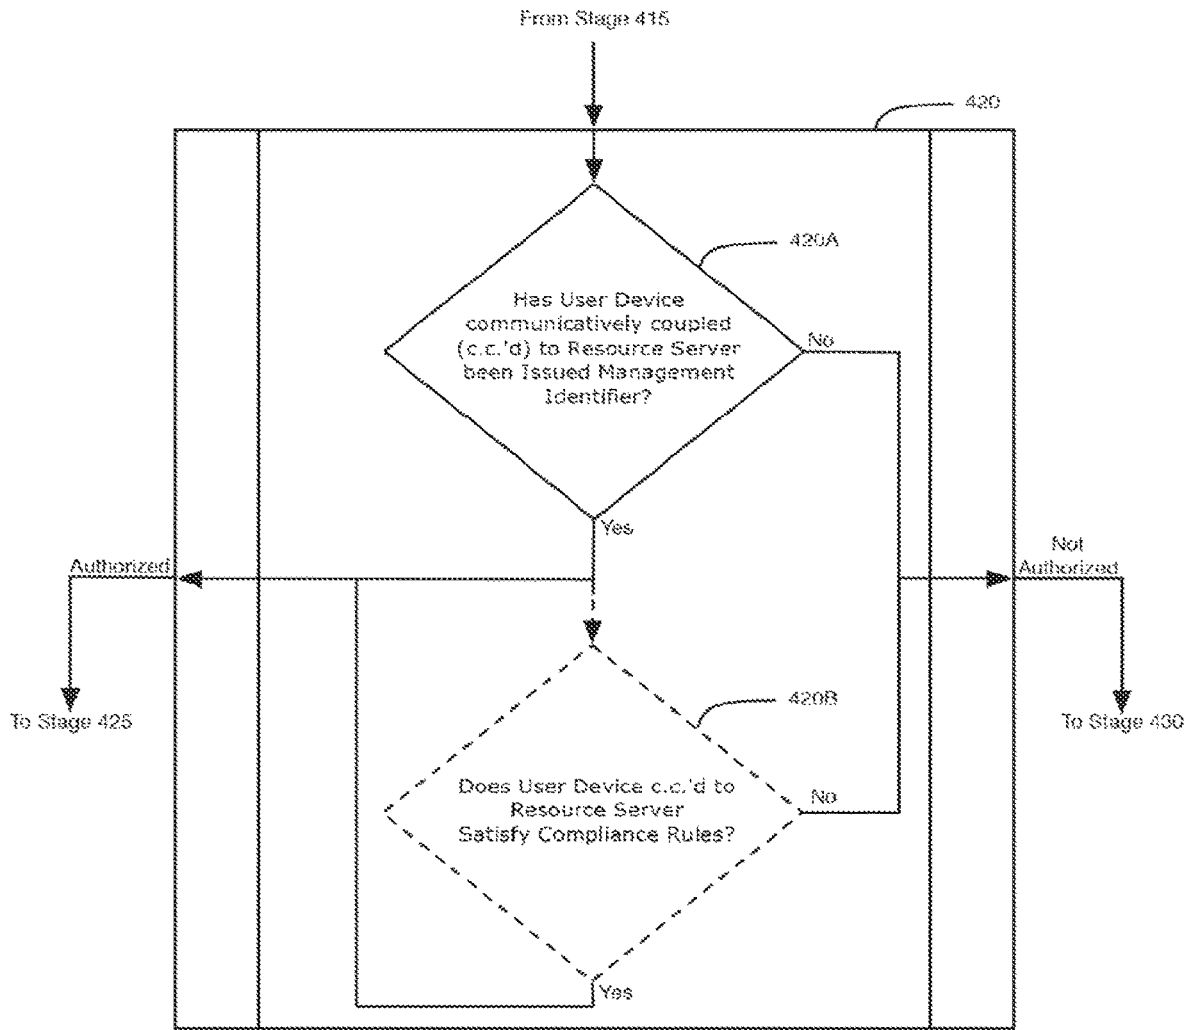 From Stage 415
420
420A
Has User Device
communicatively coupled
(c.c.'d) to Resource Server
been Issued Management
Identifier?
No
Yes
Authorized
Not
Authorized
To Stage 425
To Stage 430
420B
Does User Device c.c.'d to
Resource Server
Satisfy Compliance Rules?
No
Yes